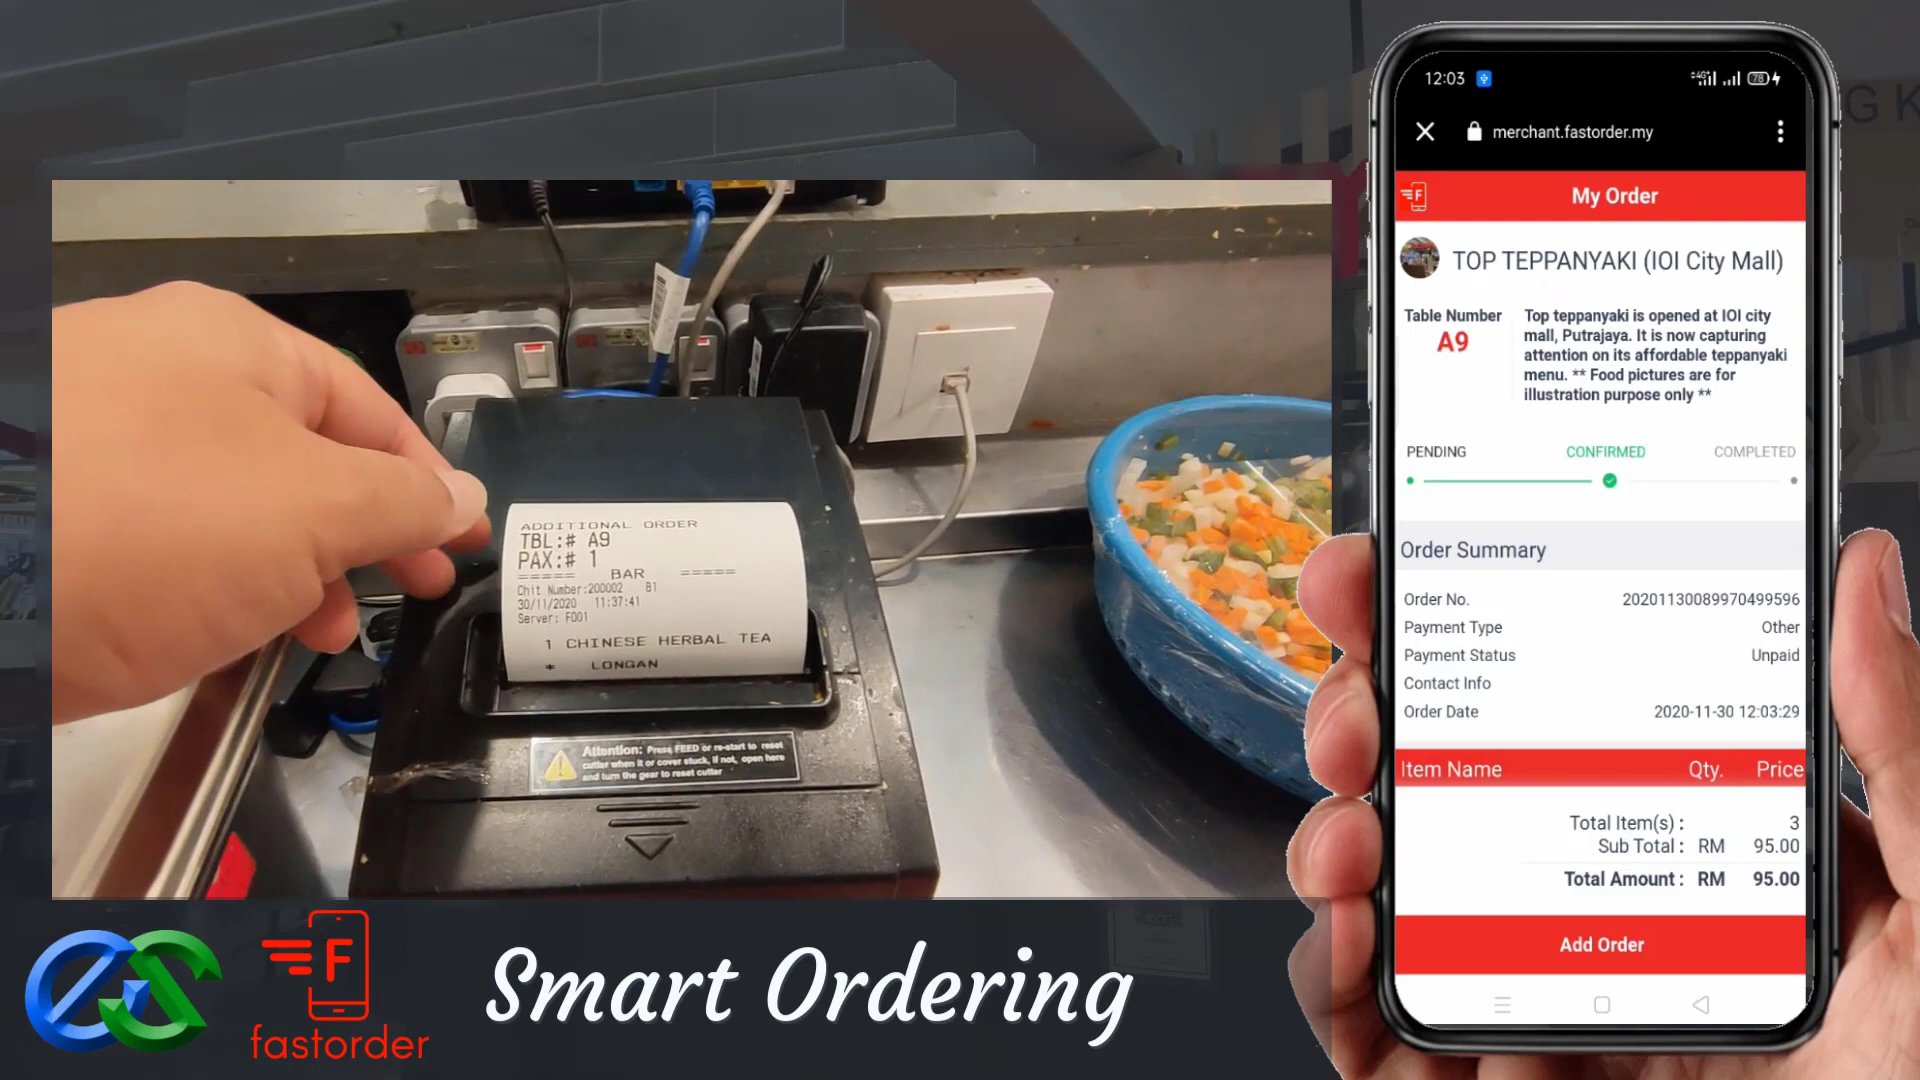 ADDITIONAL ORDER
TBL:# A9
PAX:# 1
===== BAR =====
Chit Number:200002 B1
30/11/2020 11:37:41
Server: F001
1 CHINESE HERBAL TEA
* LONGAN
Attention: Press FEED or re-start to reset
cutter when it or cover stuck, if not, open here
and turn the gear to reset cutter
F
fastorder
Smart Ordering
12:03
4G+
78
merchant.fastorder.my
F
My Order
TOP TEPPANYAKI (IOI City Mall)
Table Number
A9
Top teppanyaki is opened at IOI city
mall, Putrajaya. It is now capturing
attention on its affordable teppanyaki
menu. ** Food pictures are for
illustration purpose only **
PENDING CONFIRMED COMPLETED
Order Summary
Order No. 20201130089970499596
Payment Type Other
Payment Status Unpaid
Contact Info
Order Date 2020-11-30 12:03:29
Item Name Qty. Price
Total Item(s) : 3
Sub Total : RM 95.00
Total Amount : RM 95.00
Add Order
G K